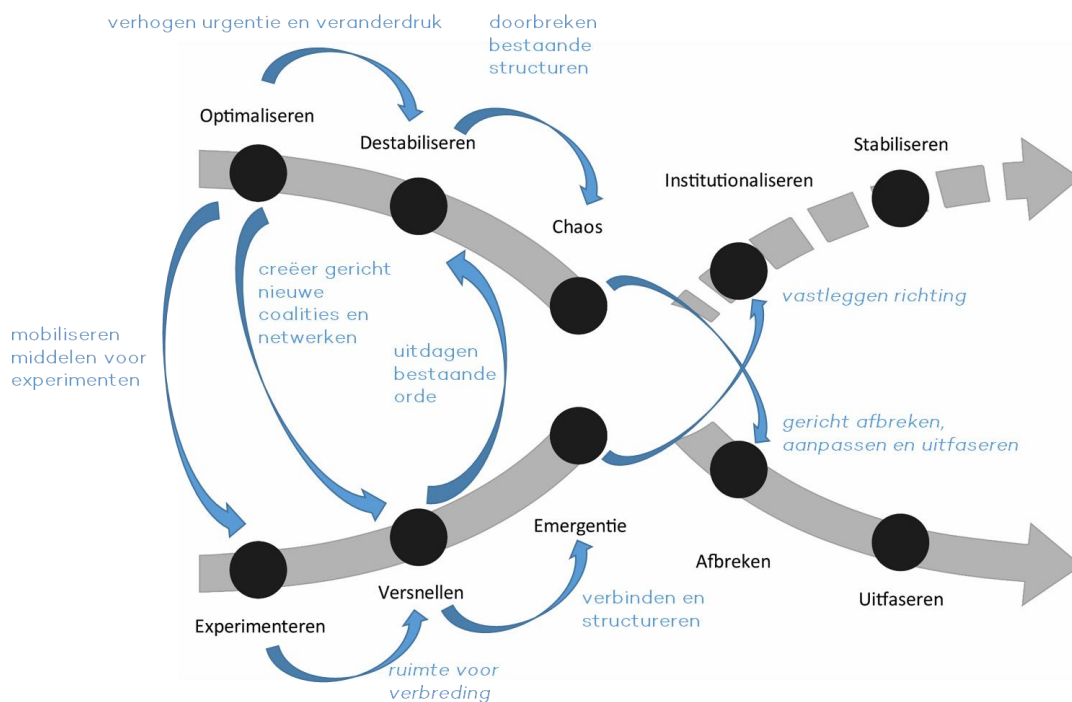 verhogen urgentie en veranderdruk
doorbreken
bestaande
structuren
Optimaliseren
Destabiliseren
Chaos
Institutionaliseren
Stabiliseren
creëer gericht
nieuwe
coalities en
netwerken
mobiliseren
middelen voor
experimenten
uitdagen
bestaande
orde
vastleggen richting
gericht afbreken,
aanpassen en uitfaseren
Experimenteren
Versnellen
Emergentie
Afbreken
Uitfaseren
ruimte voor
verbreding
verbinden en
structureren